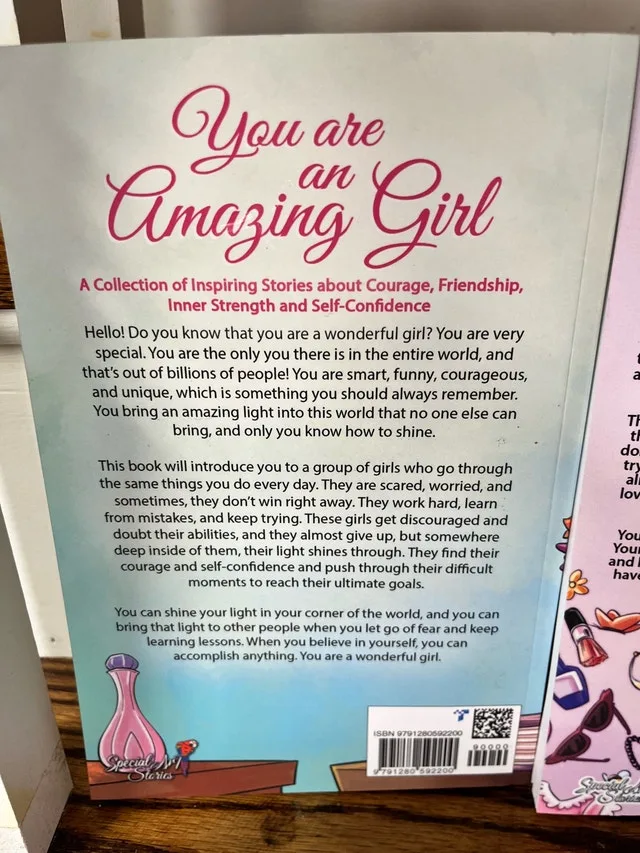 You are
an
Amazing Girl
A Collection of Inspiring Stories about Courage, Friendship,
Inner Strength and Self-Confidence
Hello! Do you know that you are a wonderful girl? You are very
special. You are the only you there is in the entire world, and
that's out of billions of people! You are smart, funny, courageous,
and unique, which is something you should always remember.
You bring an amazing light into this world that no one else can
bring, and only you know how to shine.
This book will introduce you to a group of girls who go through
the same things you do every day. They are scared, worried, and
sometimes, they don't win right away. They work hard, learn
from mistakes, and keep trying. These girls get discouraged and
doubt their abilities, and they almost give up, but somewhere
deep inside of them, their light shines through. They find their
courage and self-confidence and push through their difficult
moments to reach their ultimate goals.
You can shine your light in your corner of the world, and you can
bring that light to other people when you let go of fear and keep
learning lessons. When you believe in yourself, you can
accomplish anything. You are a wonderful girl.
Special Art
Stories
ISBN 9791280592200
90000
9 791280 592200
You
Your
and
have
Special
Stories